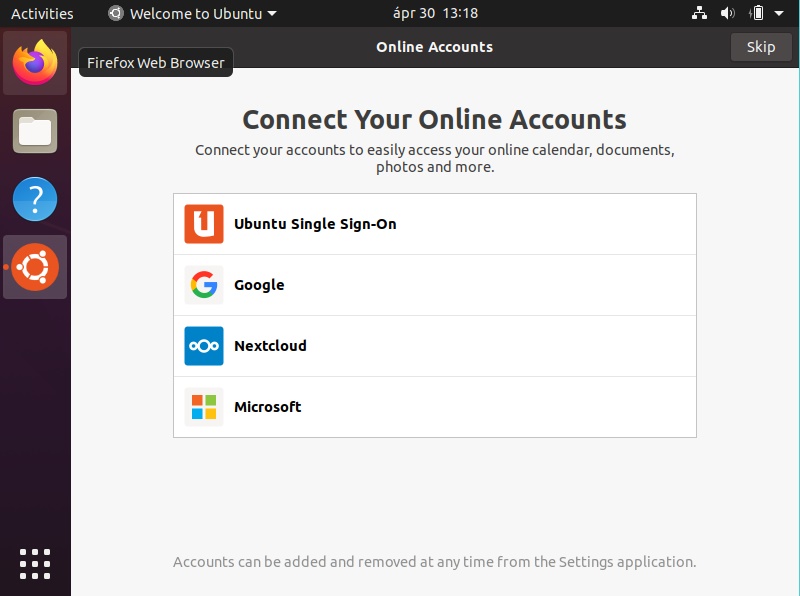 Activities
Welcome to Ubuntu
ápr 30 13:18
Online Accounts
Skip
Firefox Web Browser
Connect Your Online Accounts
Connect your accounts to easily access your online calendar, documents,
photos and more.
Ubuntu Single Sign-On
Google
Nextcloud
Microsoft
Accounts can be added and removed at any time from the Settings application.